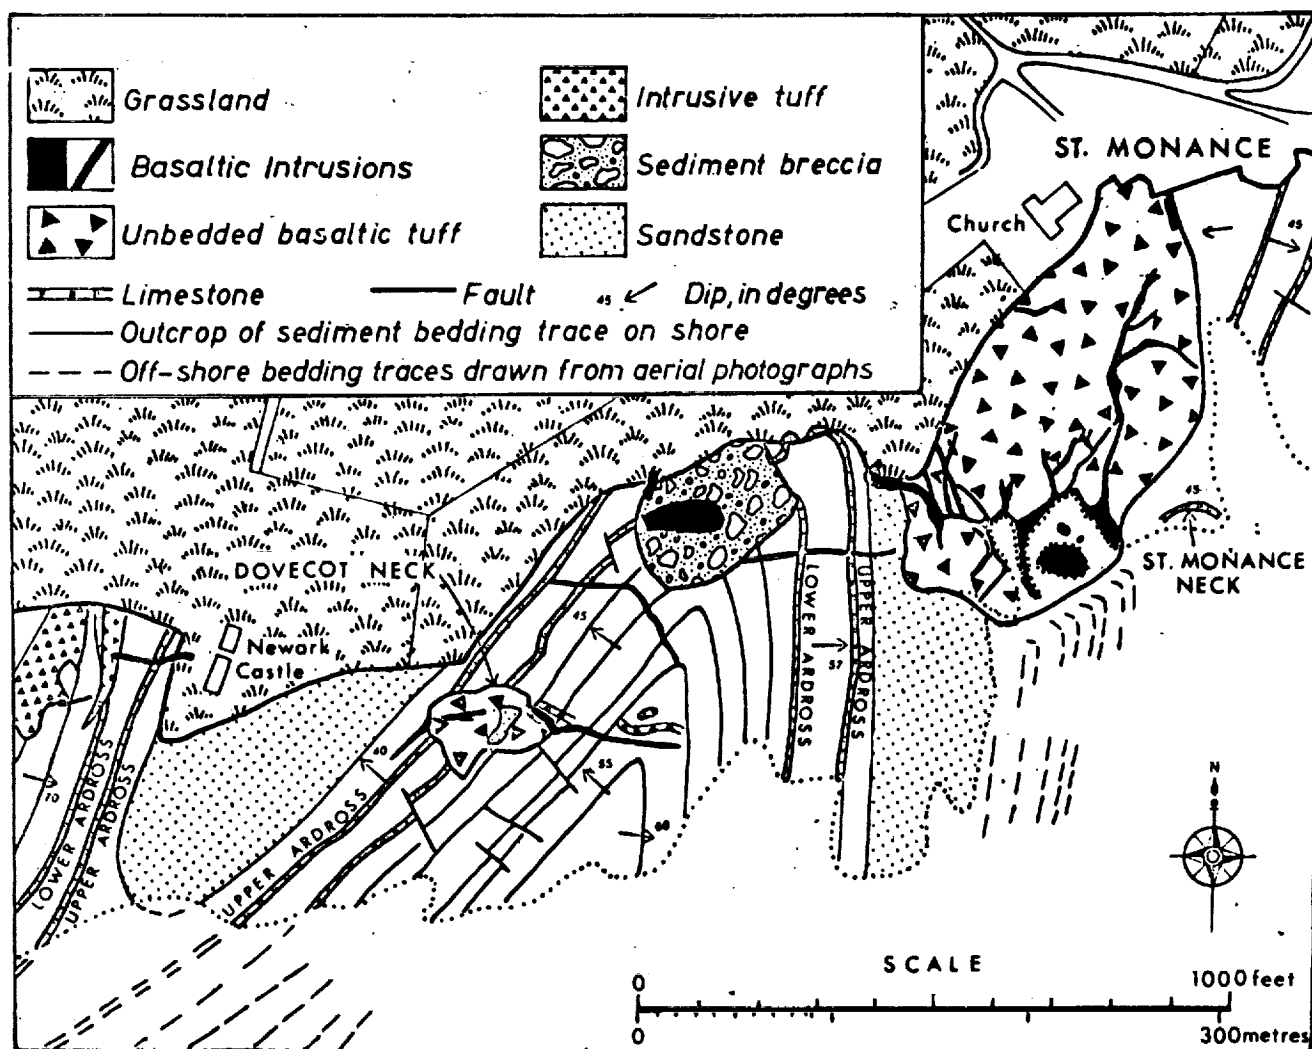 Grassland
Intrusive tuff
Basaltic Intrusions
Sediment breccia
Unbedded basaltic tuff
Sandstone
Limestone
Fault
45 Dip, in degrees
Outcrop of sediment bedding trace on shore
Off-shore bedding traces drawn from aerial photographs
ST. MONANCE
Church
45
45
ST. MONANCE
NECK
DOVECOT NECK
Newark
Castle
45
LOWER ARDROSS
UPPER ARDROSS
57
60
55
68
70
LOWER ARDROSS
UPPER ARDROSS
UPPER ARDROSS
N
SCALE
0 1000 feet
0 300 metres